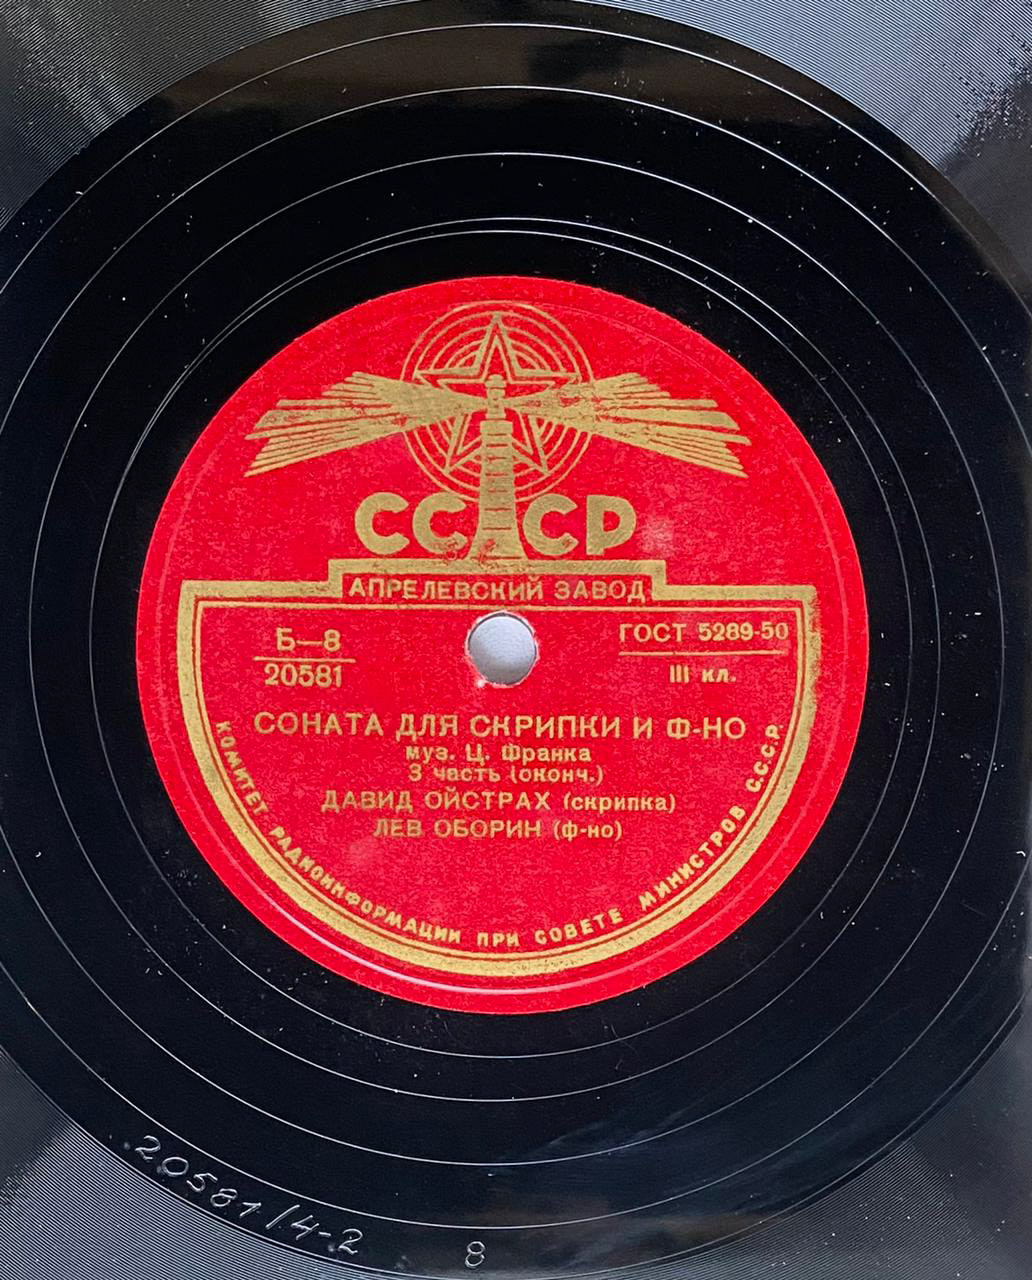 СССР
АПРЕЛЕВСКИЙ ЗАВОД
Б—8
20581
ГОСТ 5289-50
III кл.
СОНАТА ДЛЯ СКРИПКИ И Ф-НО
муз. Ц. Франка
3 часть (оконч.)
ДАВИД ОЙСТРАХ (скрипка)
ЛЕВ ОБОРИН (ф-но)
КОМИТЕТ РАДИОИНФОРМАЦИИ ПРИ СОВЕТЕ МИНИСТРОВ С.С.С.Р.
20581/4-2
8